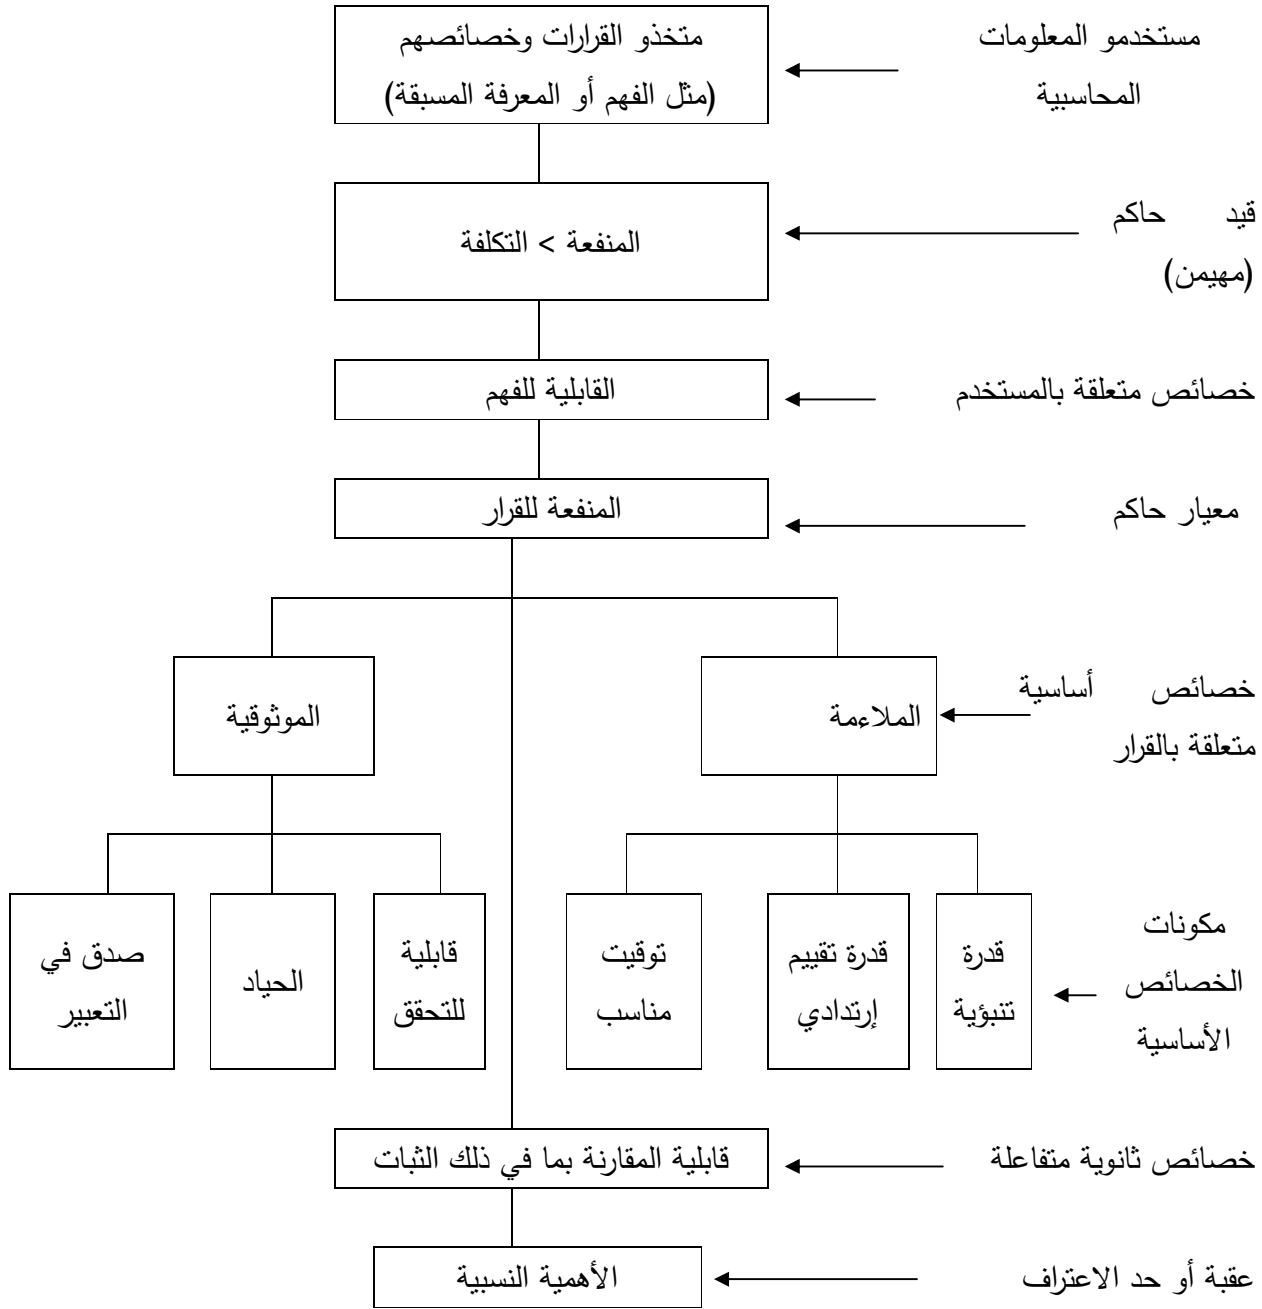 مستخدمو المعلومات
المحاسبية
متخذو القرارات وخصائصهم
(مثل الفهم أو المعرفة المسبقة)
قيد حاكم
(مهيمن)
المنفعة > التكلفة
خصائص متعلقة بالمستخدم
القابلية للفهم
معيار حاكم
المنفعة للقرار
خصائص أساسية
متعلقة بالقرار
الملاءمة
الموثوقية
مكونات
الخصائص
الأساسية
قدرة
تنبؤية
قدرة تقييم
إرتدادي
توقيت
مناسب
قابلية
للتحقق
الحياد
صدق في
التعبير
خصائص ثانوية متفاعلة
قابلية المقارنة بما في ذلك الثبات
عقبة أو حد الاعتراف
الأهمية النسبية